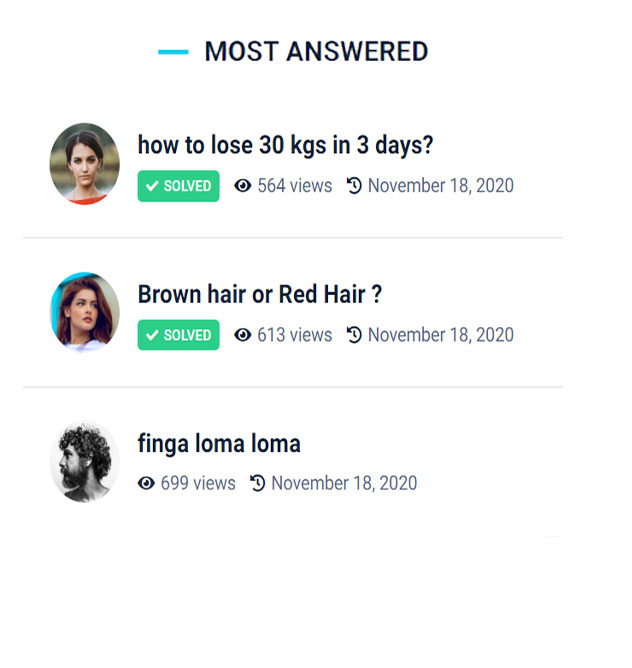 MOST ANSWERED
how to lose 30 kgs in 3 days?
SOLVED 564 views November 18, 2020
Brown hair or Red Hair ?
SOLVED 613 views November 18, 2020
finga loma loma
699 views November 18, 2020